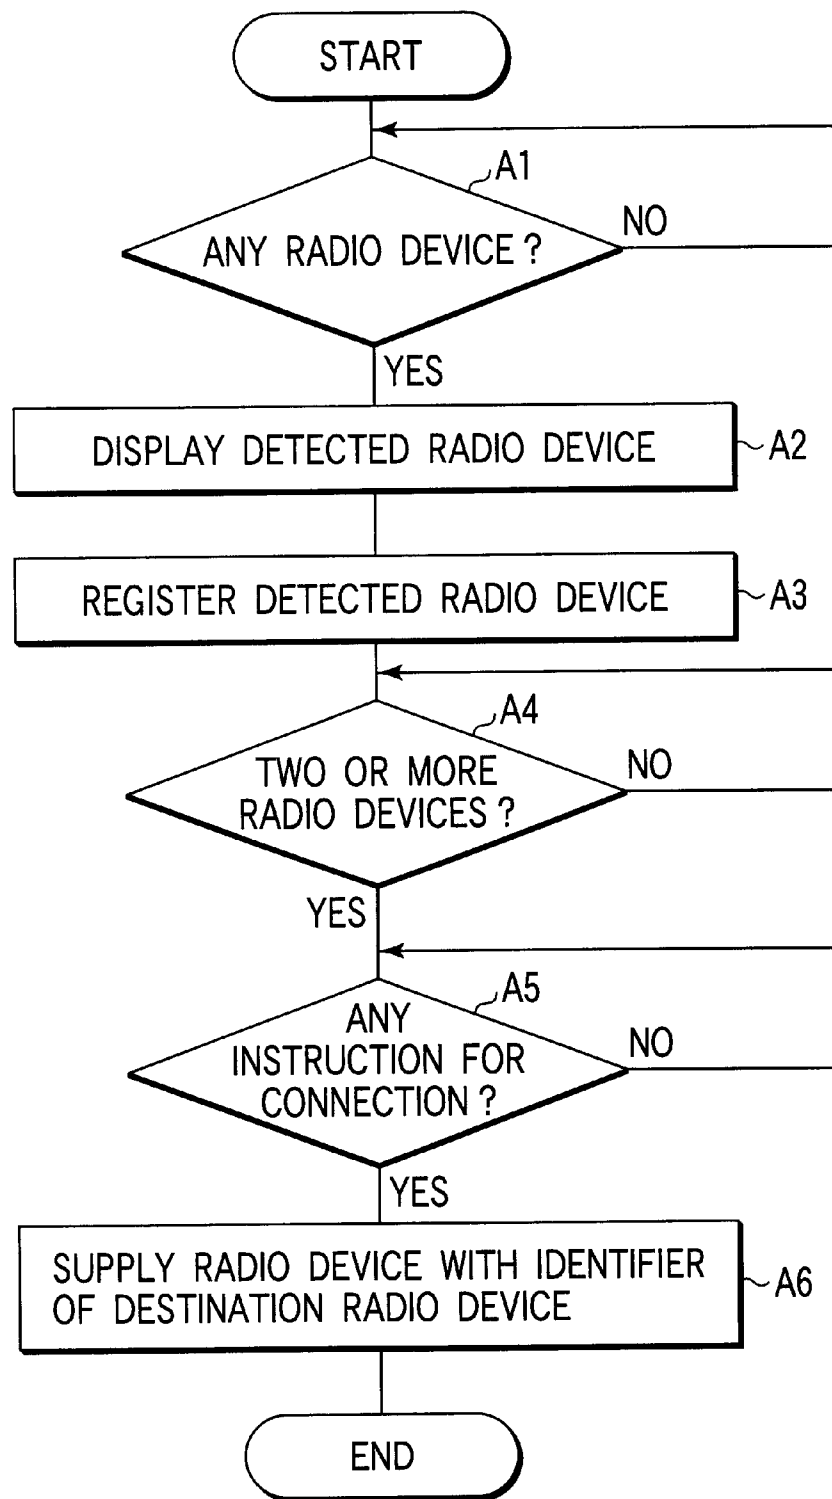 START
A1
ANY RADIO DEVICE?
NO
YES
DISPLAY DETECTED RADIO DEVICE
A2
REGISTER DETECTED RADIO DEVICE
A3
A4
TWO OR MORE
RADIO DEVICES?
NO
YES
A5
ANY
INSTRUCTION FOR
CONNECTION?
NO
YES
SUPPLY RADIO DEVICE WITH IDENTIFIER
OF DESTINATION RADIO DEVICE
A6
END